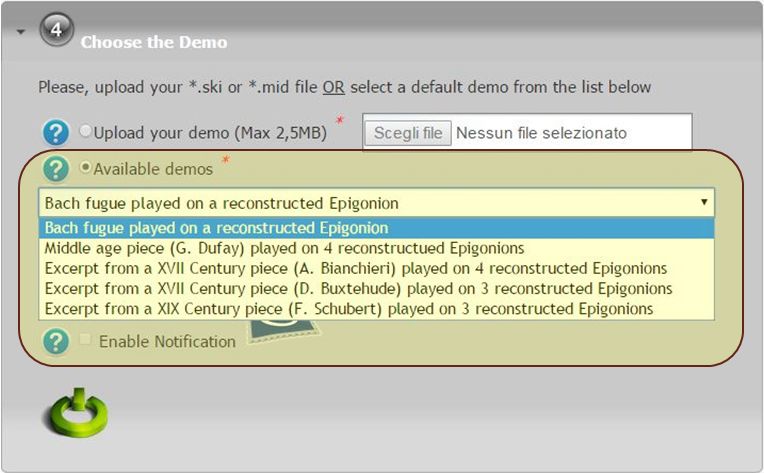 4
Choose the Demo
Please, upload your *.ski or *.mid file OR select a default demo from the list below
? Upload your demo (Max 2,5MB) * Scegli file Nessun file selezionato
? Available demos *
Bach fugue played on a reconstructed Epigonion
Bach fugue played on a reconstructed Epigonion
Middle age piece (G. Dufay) played on 4 reconstructued Epigonions
Excerpt from a XVII Century piece (A. Bianchieri) played on 4 reconstructed Epigonions
Excerpt from a XVII Century piece (D. Buxtehude) played on 3 reconstructed Epigonions
Excerpt from a XIX Century piece (F. Schubert) played on 3 reconstructed Epigonions
? Enable Notification